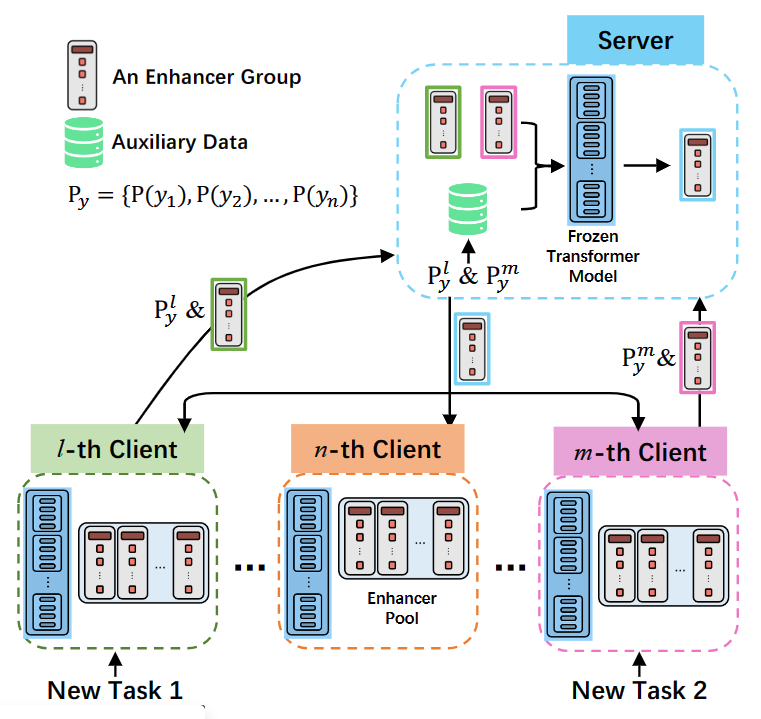 Server
An Enhancer Group
Auxiliary Data
P_y = {P(y_1), P(y_2), ..., P(y_n)}
Frozen
Transformer
Model
P_y^l & P_y^m
P_y^l &
P_y^m &
l-th Client
n-th Client
m-th Client
...
...
Enhancer
Pool
New Task 1
New Task 2